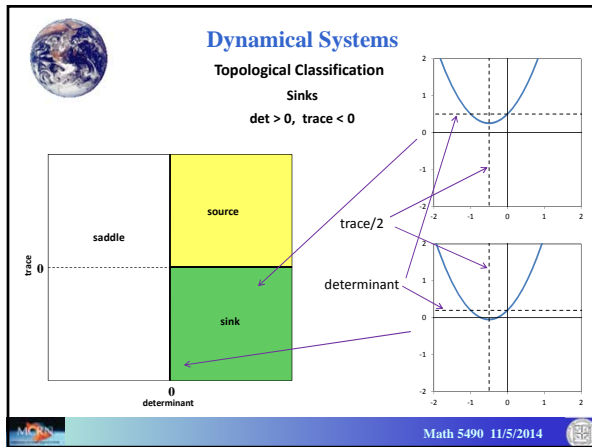 Dynamical Systems
Topological Classification
Sinks
det > 0,  trace < 0
saddle
source
sink
trace
0
0
determinant
trace/2
determinant
2
1
0
-1
-2
-2
-1
0
1
2
2
1
0
-1
-2
-2
-1
0
1
2
MCRN
Math 5490 11/5/2014